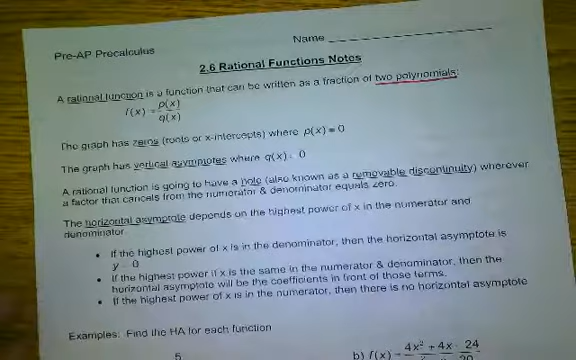 Pre-AP Precalculus
Name
2.6 Rational Functions Notes
A rational function is a function that can be written as a fraction of two polynomials:
f(x) = p(x)
q(x)
The graph has zeros (roots or x-intercepts) where p(x) = 0
The graph has vertical asymptotes where q(x) = 0
A rational function is going to have a hole (also known as a removable discontinuity) wherever
a factor that cancels from the numerator & denominator equals zero.
The horizontal asymptote depends on the highest power of x in the numerator and
denominator.
• If the highest power of x is in the denominator, then the horizontal asymptote is
y = 0
• If the highest power if x is the same in the numerator & denominator, then the
horizontal asymptote will be the coefficients in front of those terms.
• If the highest power of x is in the numerator, then there is no horizontal asymptote
Examples: Find the HA for each function
5
b) f(x) = 4x² + 4x - 24